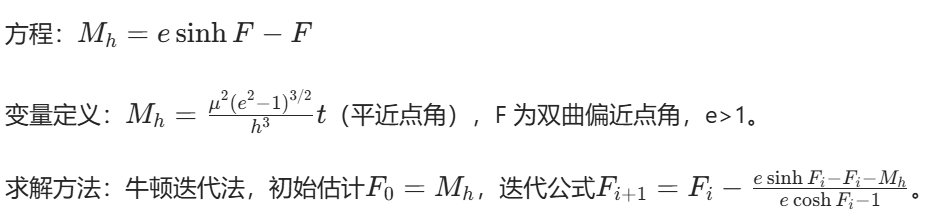 方程：$M_h = e \sinh F - F$
变量定义：$M_h = \frac{\mu^2(e^2-1)^{3/2}}{h^3}t$（平近点角），F 为双曲偏近点角，e>1。
求解方法：牛顿迭代法，初始估计$F_0 = M_h$，迭代公式$F_{i+1} = F_i - \frac{e \sinh F_i - F_i - M_h}{e \cosh F_i - 1}$。